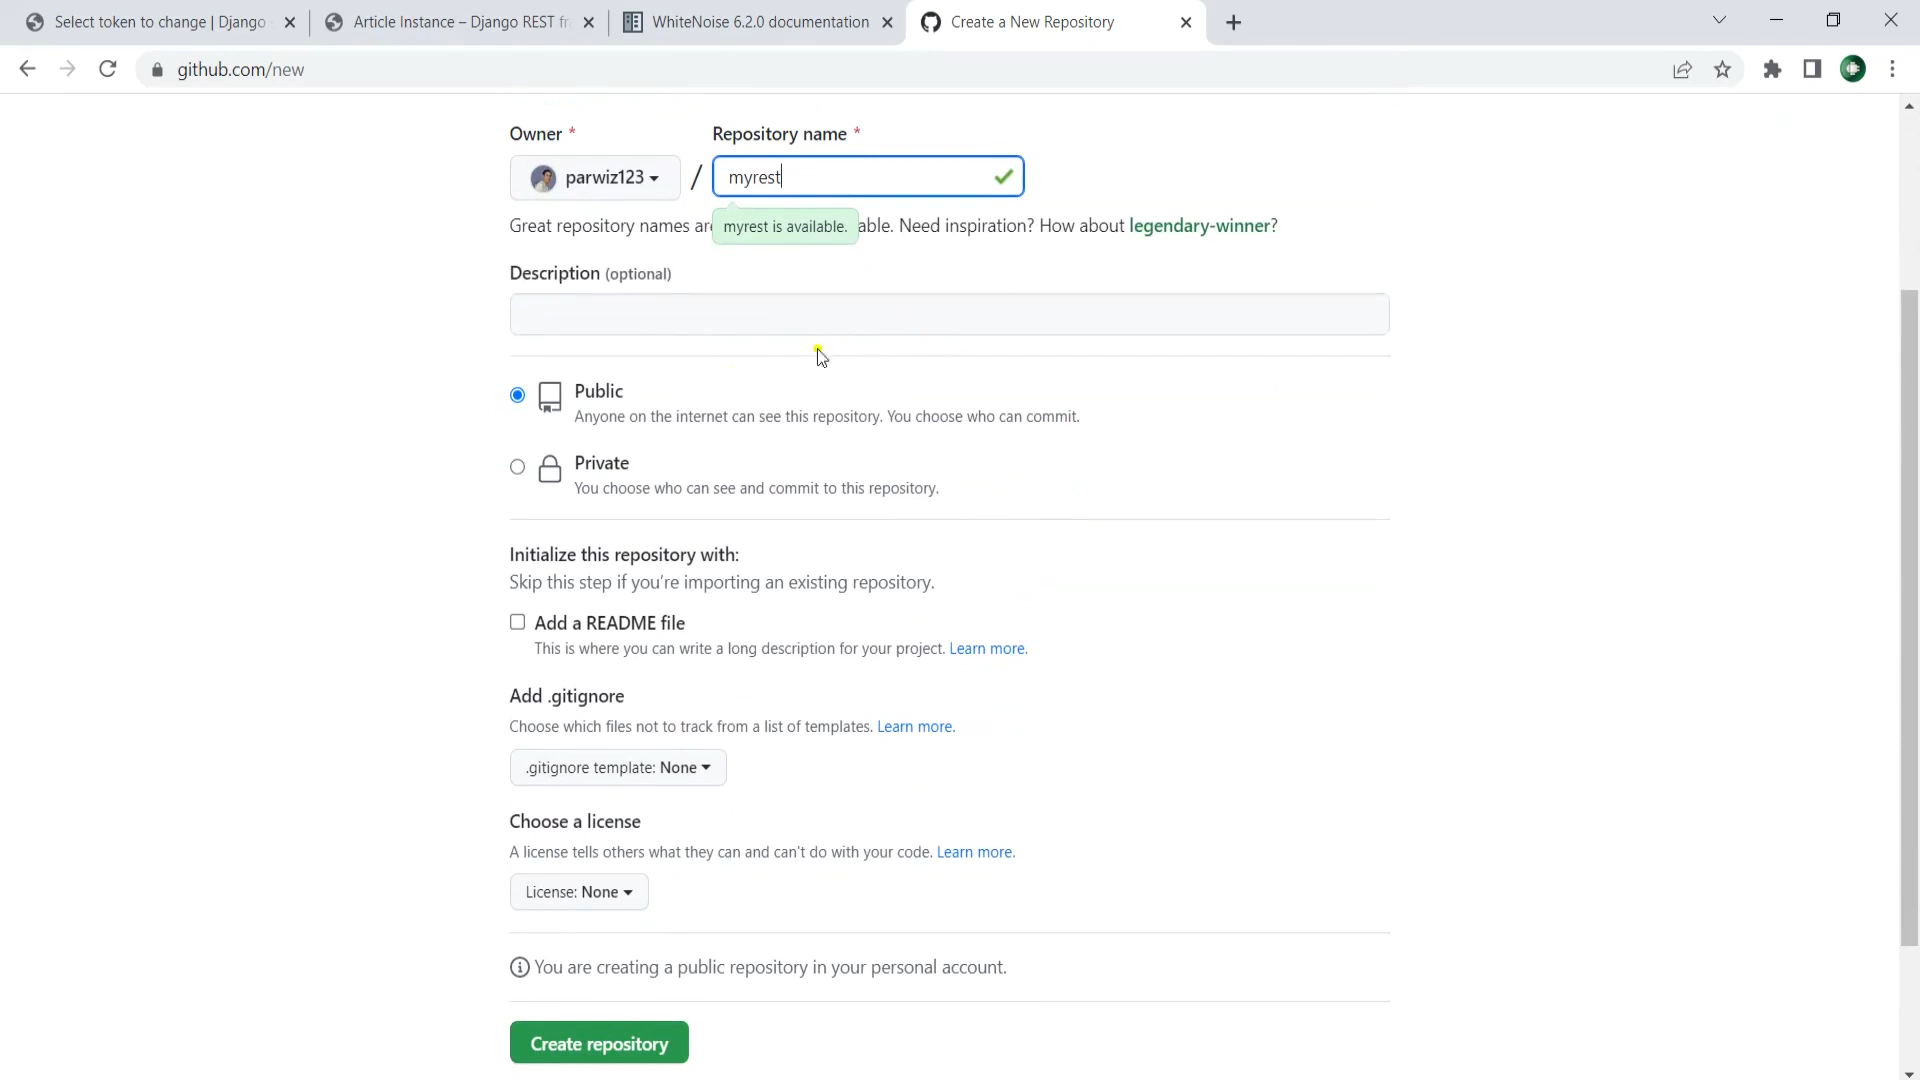 Select token to change | Django
Article Instance – Django REST fr
WhiteNoise 6.2.0 documentation
Create a New Repository
github.com/new
Owner *
Repository name *
parwiz123
/
myrest
Great repository names are
myrest is available.
able. Need inspiration? How about legendary-winner?
Description (optional)
Public
Anyone on the internet can see this repository. You choose who can commit.
Private
You choose who can see and commit to this repository.
Initialize this repository with:
Skip this step if you're importing an existing repository.
Add a README file
This is where you can write a long description for your project. Learn more.
Add .gitignore
Choose which files not to track from a list of templates. Learn more.
.gitignore template: None
Choose a license
A license tells others what they can and can't do with your code. Learn more.
License: None
You are creating a public repository in your personal account.
Create repository